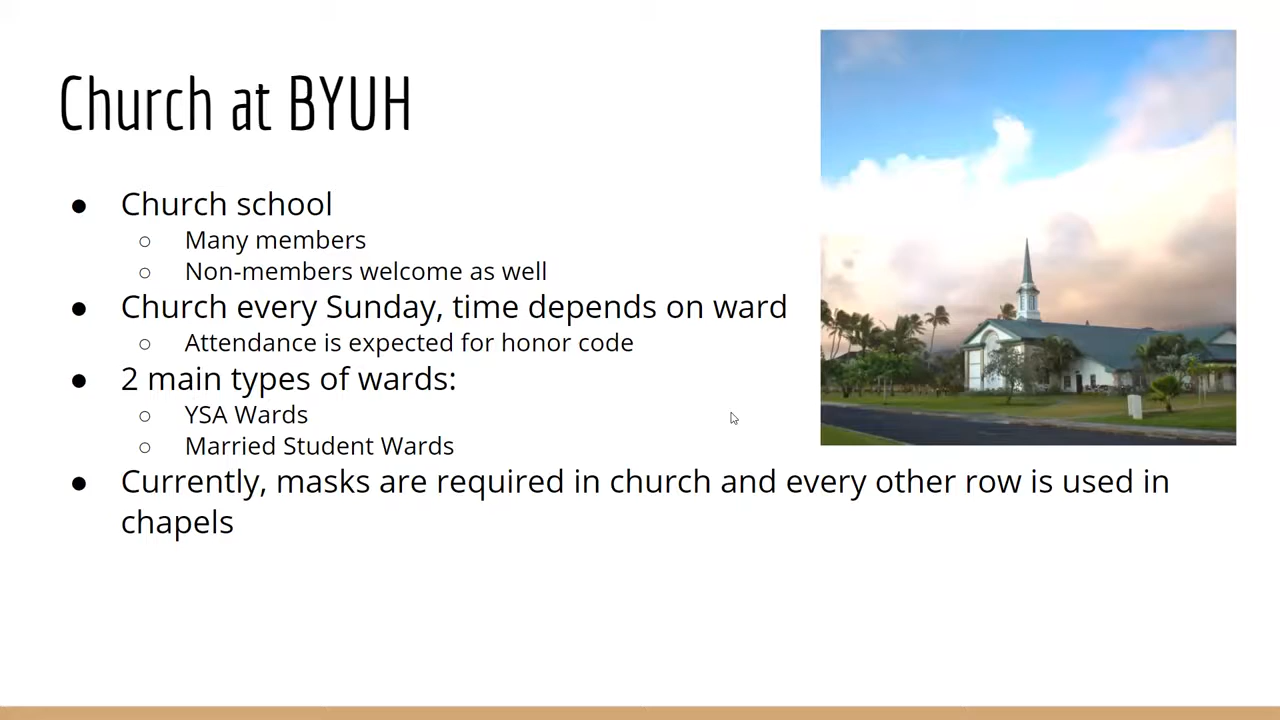 Church at BYUH
● Church school
○ Many members
○ Non-members welcome as well
● Church every Sunday, time depends on ward
○ Attendance is expected for honor code
● 2 main types of wards:
○ YSA Wards
○ Married Student Wards
● Currently, masks are required in church and every other row is used in
chapels